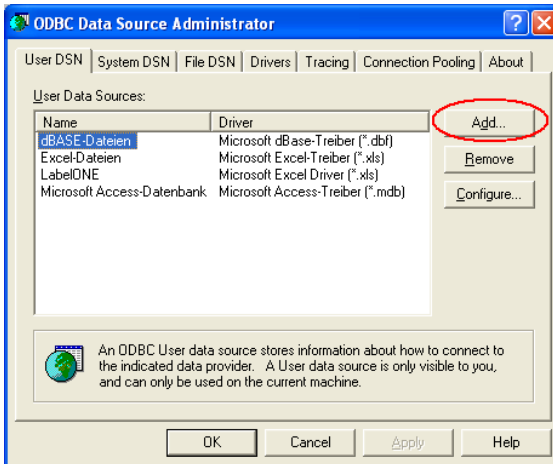 ODBC Data Source Administrator
User DSN System DSN File DSN Drivers Tracing Connection Pooling About
User Data Sources:
Name Driver
dBASE-Dateien Microsoft dBase-Treiber (*.dbf)
Excel-Dateien Microsoft Excel-Treiber (*.xls)
LabelONE Microsoft Excel Driver (*.xls)
Microsoft Access-Datenbank Microsoft Access-Treiber (*.mdb)
Add...
Remove
Configure...
An ODBC User data source stores information about how to connect to
the indicated data provider. A User data source is only visible to you,
and can only be used on the current machine.
OK Cancel Apply Help